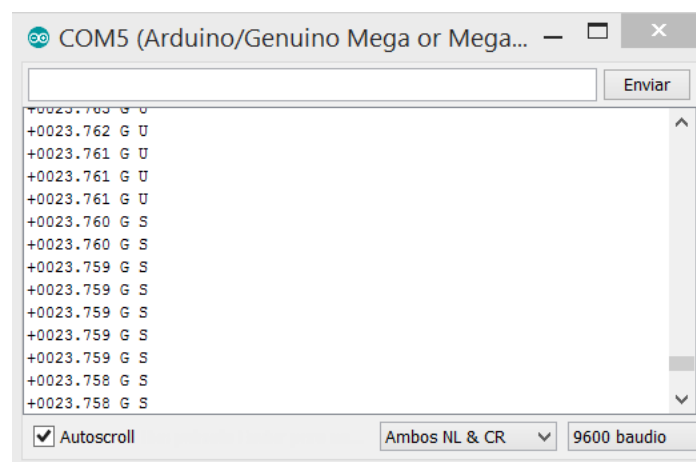 COM5 (Arduino/Genuino Mega or Mega...
Enviar
+0023.763 G U
+0023.762 G U
+0023.761 G U
+0023.761 G U
+0023.761 G U
+0023.760 G S
+0023.760 G S
+0023.759 G S
+0023.759 G S
+0023.759 G S
+0023.759 G S
+0023.759 G S
+0023.758 G S
+0023.758 G S
Autoscroll Ambos NL & CR 9600 baudio